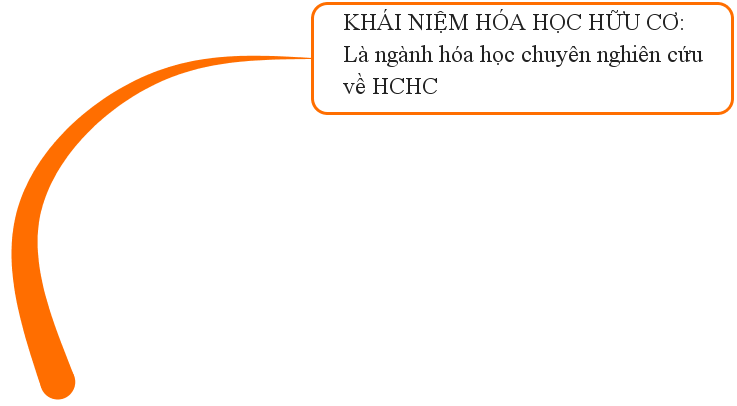 KHÁI NIỆM HÓA HỌC HỮU CƠ:
Là ngành hóa học chuyên nghiên cứu
về HCHC